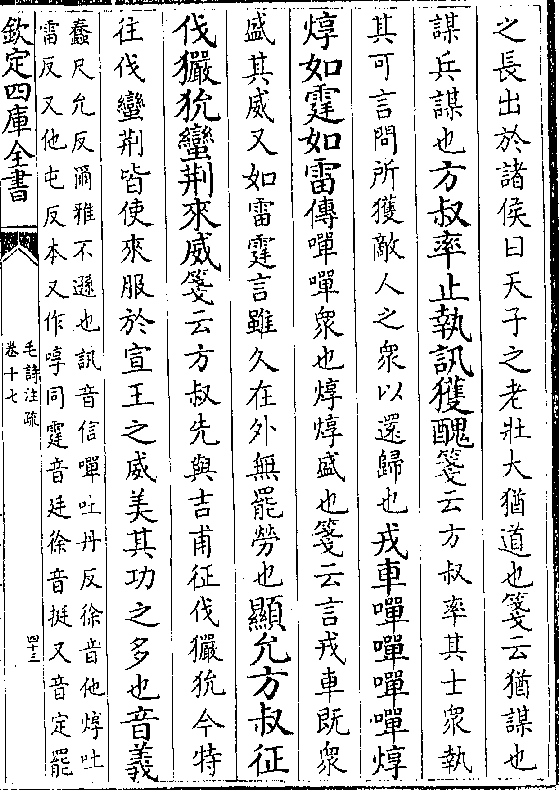 之長出於諸侯曰天子之老壯大猶道也箋云猶謀也
謀兵謀也方叔率止執訊獲醜箋云方叔率其士衆執
其可言問所獲敵人之衆以還歸也戎車嘽嘽嘽嘽焞
焞如霆如雷傳嘽嘽衆也焞焞盛也箋云言戎車既衆
盛其威又如雷霆言雖久在外無罷勞也顯允方叔征
伐玁狁蠻荆來威箋云方叔先與吉甫征伐玁狁今特
往伐蠻荆皆使來服於宣王之威美其功之多也音義
蠢尺允反爾雅不遜也訊音信嘽吐丹反徐音他焞吐
雷反又他屯反本又作啍同霆音廷徐音挺又音定罷
欽定四庫全書
毛詩注疏
卷十七
四十三